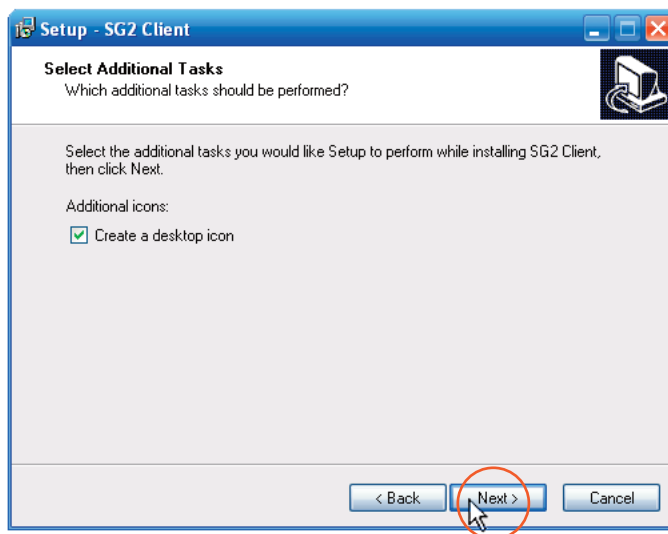 Setup - SG2 Client
Select Additional Tasks
Which additional tasks should be performed?
Select the additional tasks you would like Setup to perform while installing SG2 Client,
then click Next.
Additional icons:
Create a desktop icon
< Back Next > Cancel